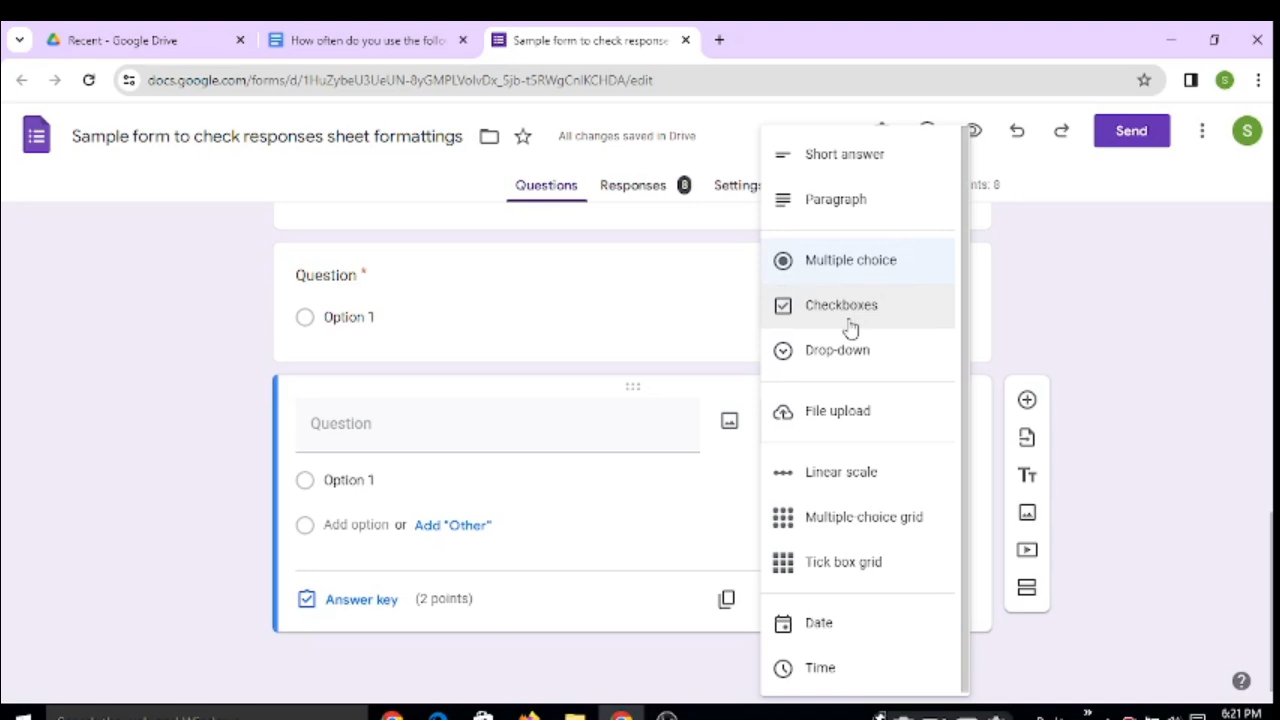 Recent - Google Drive
How often do you use the follo
Sample form to check response
docs.google.com/forms/d/1HuZybeU3UeUN-8yGMPLVolvDx_5jb-t5RWgCnlKCHDA/edit
S
Sample form to check responses sheet formattings
All changes saved in Drive
Send
S
Questions
Responses
8
Settings
nts: 8
Short answer
Paragraph
Multiple choice
Checkboxes
Drop-down
File upload
Linear scale
Multiple-choice grid
Tick box grid
Date
Time
Question *
Option 1
Question
Option 1
Add option or Add "Other"
Answer key (2 points)
6:21 PM